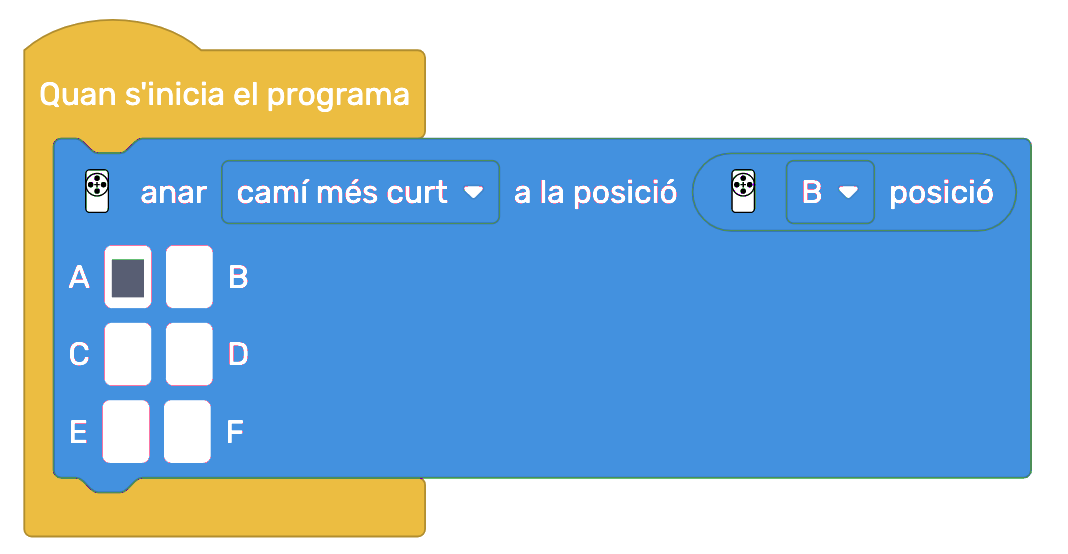 Quan s'inicia el programa
anar camí més curt a la posició B posició
A B
C D
E F